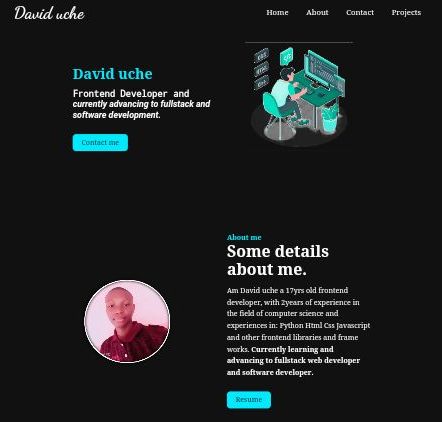 David uche
Home About Contact Projects
David uche
Frontend Developer and
currently advancing to fullstack and
software development.
Contact me
CSS
HTML
About me
Some details
about me.
Am David uche a 17yrs old frontend
developer, with 2years of experience in
the field of computer science and
experiences in: Python Html Css Javascript
and other frontend libraries and frame
works. Currently learning and
advancing to fullstack web developer
and software developer.
Resume